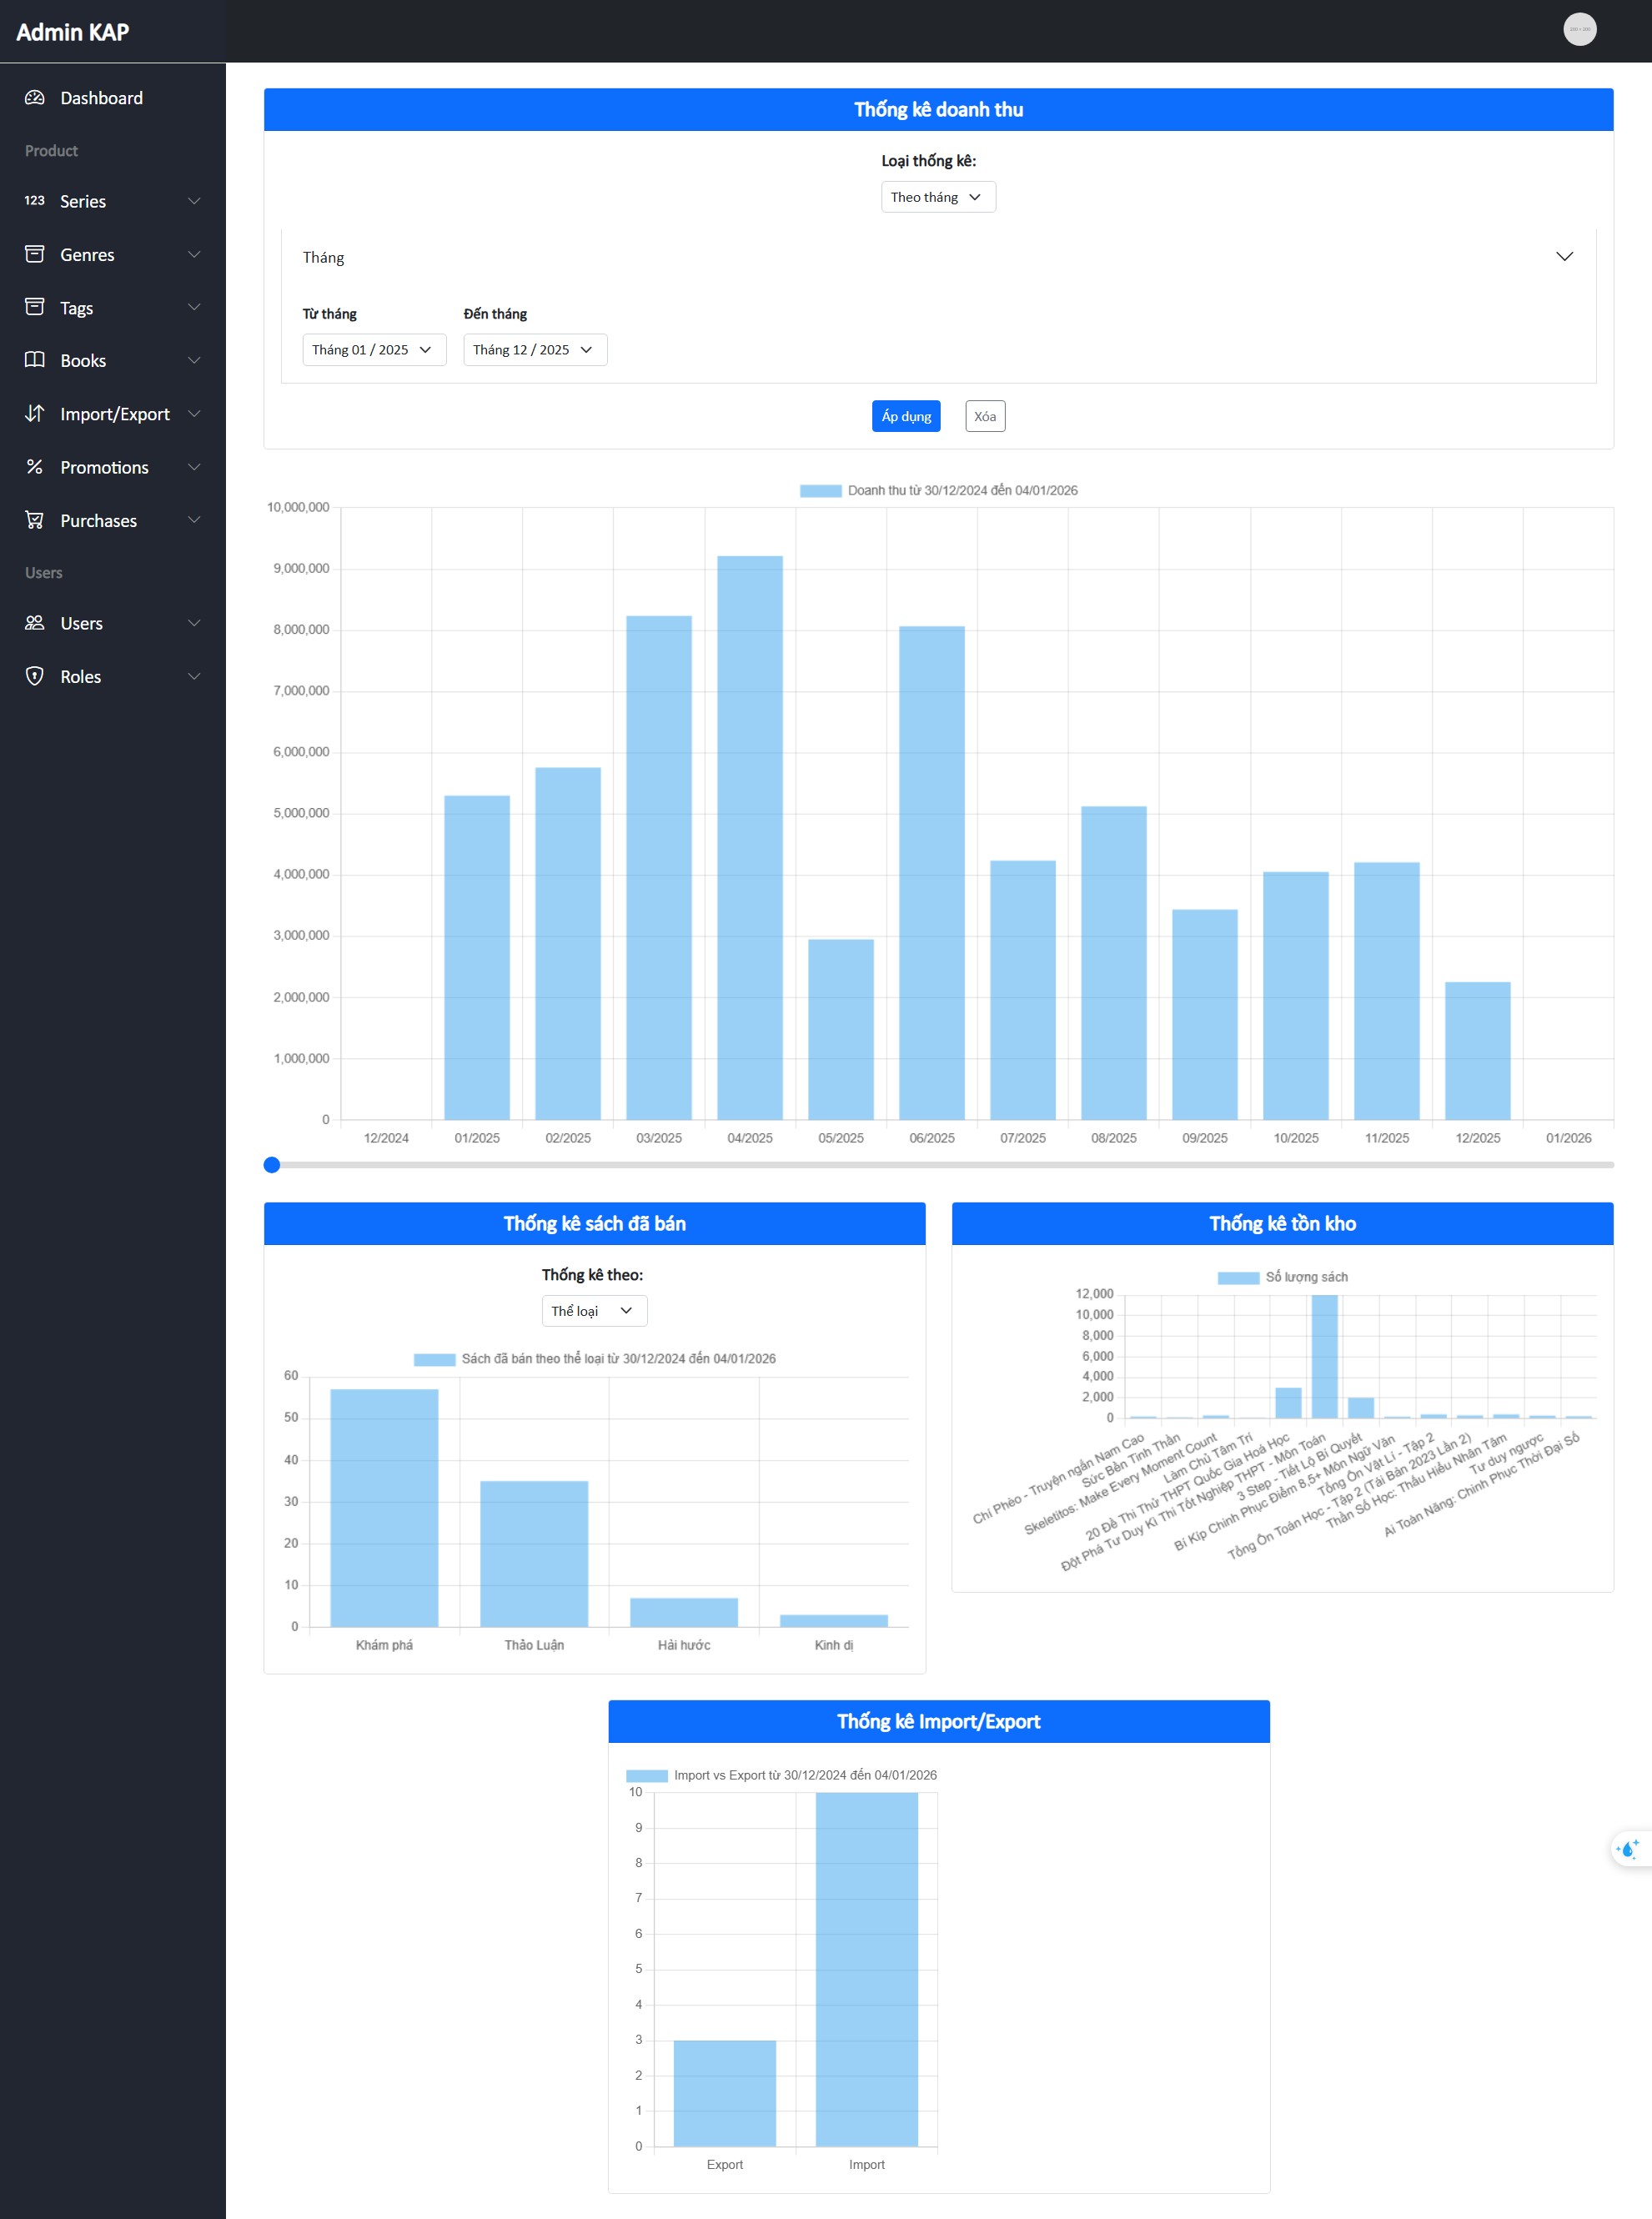 Admin KAP
Dashboard
Product
123 Series
Genres
Tags
Books
Import/Export
Promotions
Purchases
Users
Users
Roles
Thống kê doanh thu
Loại thống kê:
Theo tháng
Tháng
Từ tháng Đến tháng
Tháng 01 / 2025 Tháng 12 / 2025
Áp dụng Xóa
Doanh thu từ 30/12/2024 đến 04/01/2026
10,000,000
9,000,000
8,000,000
7,000,000
6,000,000
5,000,000
4,000,000
3,000,000
2,000,000
1,000,000
0
12/2024 01/2025 02/2025 03/2025 04/2025 05/2025 06/2025 07/2025 08/2025 09/2025 10/2025 11/2025 12/2025 01/2026
Thống kê sách đã bán
Thống kê theo:
Thể loại
Sách đã bán theo thể loại từ 30/12/2024 đến 04/01/2026
60
50
40
30
20
10
0
Khám phá Thảo Luận Hài hước Kinh dị
Thống kê tồn kho
Số lượng sách
12,000
10,000
8,000
6,000
4,000
2,000
0
Chí Phèo - Truyện ngắn Nam Cao
Sức Bền Tinh Thần
Skeletitos: Make Every Moment Count
Làm Chủ Tâm Trí
20 Đề Thi Thử THPT Quốc Gia Hoá Học
Đột Phá Tư Duy Kì Thi Tốt Nghiệp THPT - Môn Toán
3 Step - Tiết Lộ Bí Quyết
Bí Kíp Chinh Phục Điểm 8.5+ Môn Ngữ Văn
Tổng Ôn Vật Lí - Tập 2
Tổng Ôn Toán Học - Tập 2 (Tái Bản 2023 Lần 2)
Thần Số Học: Thấu Hiểu Nhân Tâm
Tư duy ngược
Ai Toàn Năng: Chinh Phục Thời Đại Số
Thống kê Import/Export
Import vs Export từ 30/12/2024 đến 04/01/2026
10
9
8
7
6
5
4
3
2
1
0
Export Import